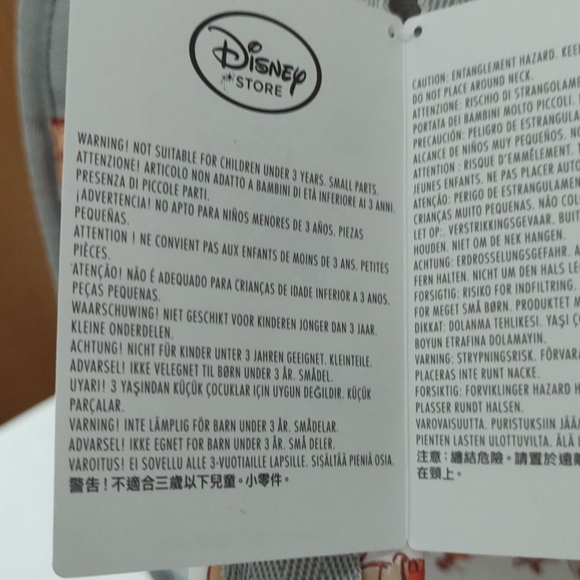 Disney
STORE
WARNING! NOT SUITABLE FOR CHILDREN UNDER 3 YEARS. SMALL PARTS.
ATTENZIONE! ARTICOLO NON ADATTO A BAMBINI DI ETÀ INFERIORE AI 3 ANNI.
PRESENZA DI PICCOLE PARTI.
¡ADVERTENCIA! NO APTO PARA NIÑOS MENORES DE 3 AÑOS. PIEZAS
PEQUEÑAS.
ATTENTION ! NE CONVIENT PAS AUX ENFANTS DE MOINS DE 3 ANS. PETITES
PIÈCES.
ATENÇÃO! NÃO É ADEQUADO PARA CRIANÇAS DE IDADE INFERIOR A 3 ANOS.
PEÇAS PEQUENAS.
WAARSCHUWING! NIET GESCHIKT VOOR KINDEREN JONGER DAN 3 JAAR.
KLEINE ONDERDELEN.
ACHTUNG! NICHT FÜR KINDER UNTER 3 JAHREN GEEIGNET. KLEINTEILE.
ADVARSEL! IKKE VELEGNET TIL BØRN UNDER 3 ÅR. SMÅDEL.
UYARI! 3 YAŞINDAN KÜÇÜK ÇOCUKLAR IÇIN UYGUN DEĞILDIR. KÜÇÜK
PARÇALAR.
VARNING! INTE LÄMPLIG FÖR BARN UNDER 3 ÅR. SMÅDELAR.
ADVARSEL! IKKE EGNET FOR BARN UNDER 3 ÅR. SMÅ DELER.
VAROITUS! EI SOVELLU ALLE 3-VUOTIAILLE LAPSILLE. SISÄLTÄÄ PIENIÄ OSIA.
警告!不適合三歲以下兒童。小零件。
CAUTION: ENTANGLEMENT HAZARD. KEE
DO NOT PLACE AROUND NECK.
ATTENZIONE: RISCHIO DI STRANGOLAME
PORTATA DEI BAMBINI MOLTO PICCOLI.
PRECAUCIÓN: PELIGRO DE ESTRANGULA
ALCANCE DE NIÑOS MUY PEQUEÑOS. N
ATTENTION : RISQUE D'EMMÊLEMENT. T
JEUNES ENFANTS. NE PAS PLACER AUTO
ATENÇÃO: PERIGO DE ESTRANGULAMEN
CRIANÇAS MUITO PEQUENAS. NÃO COL
LET OP:. VERSTRIKKINGSGEVAAR. BUIT
HOUDEN. NIET OM DE NEK HANGEN.
ACHTUNG: ERDROSSELUNGSGEFAHR. A
FERN HALTEN. NICHT UM DEN HALS LE
FORSIGTIG: RISIKO FOR INDFILTRING.
FOR MEGET SMÅ BØRN. PRODUKTET M
DIKKAT: DOLANMA TEHLIKESI. YAŞI Ç
BOYUN ETRAFINA DOLAMAYIN.
VARNING: STRYPNINGSRISK. FÖRVARA
PLACERAS INTE RUNT NACKE.
FORSIKTIG: FORVIKLINGER HAZARD H
PLASSER RUNDT HALSEN.
VAROVAISUUTTA. PURISTUKSIIN JÄÄ
PIENTEN LASTEN ULOTTUVILTA. ÄLÄ
注意:纏結危險。請置於遠離
在頸上。